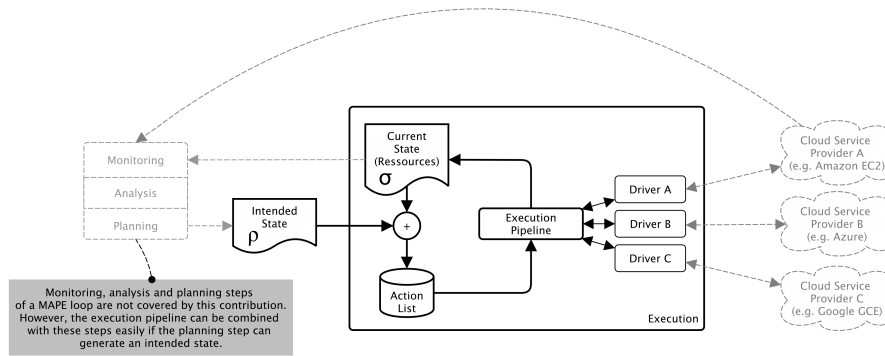 Monitoring
Analysis
Planning
Intended
State
ρ
Current
State
(Ressources)
σ
+
Action
List
Execution
Pipeline
Driver A
Driver B
Driver C
Execution
Cloud Service
Provider A
(e.g. Amazon EC2)
Cloud Service
Provider B
(e.g. Azure)
Cloud Service
Provider C
(e.g. Google GCE)
Monitoring, analysis and planning steps
of a MAPE loop are not covered by this contribution.
However, the execution pipeline can be combined
with these steps easily if the planning step can
generate an intended state.